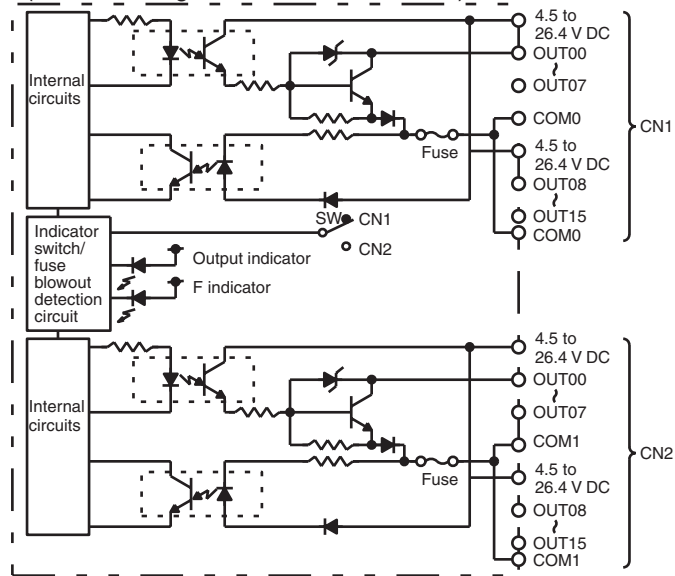 4.5 to
26.4 V DC
OUT00
OUT07
COM0
4.5 to
26.4 V DC
OUT08
OUT15
COM0
CN1
Internal
circuits
Fuse
SW
CN1
CN2
Indicator
switch/
fuse
blowout
detection
circuit
Output indicator
F indicator
4.5 to
26.4 V DC
OUT00
OUT07
COM1
4.5 to
26.4 V DC
OUT08
OUT15
COM1
CN2
Internal
circuits
Fuse